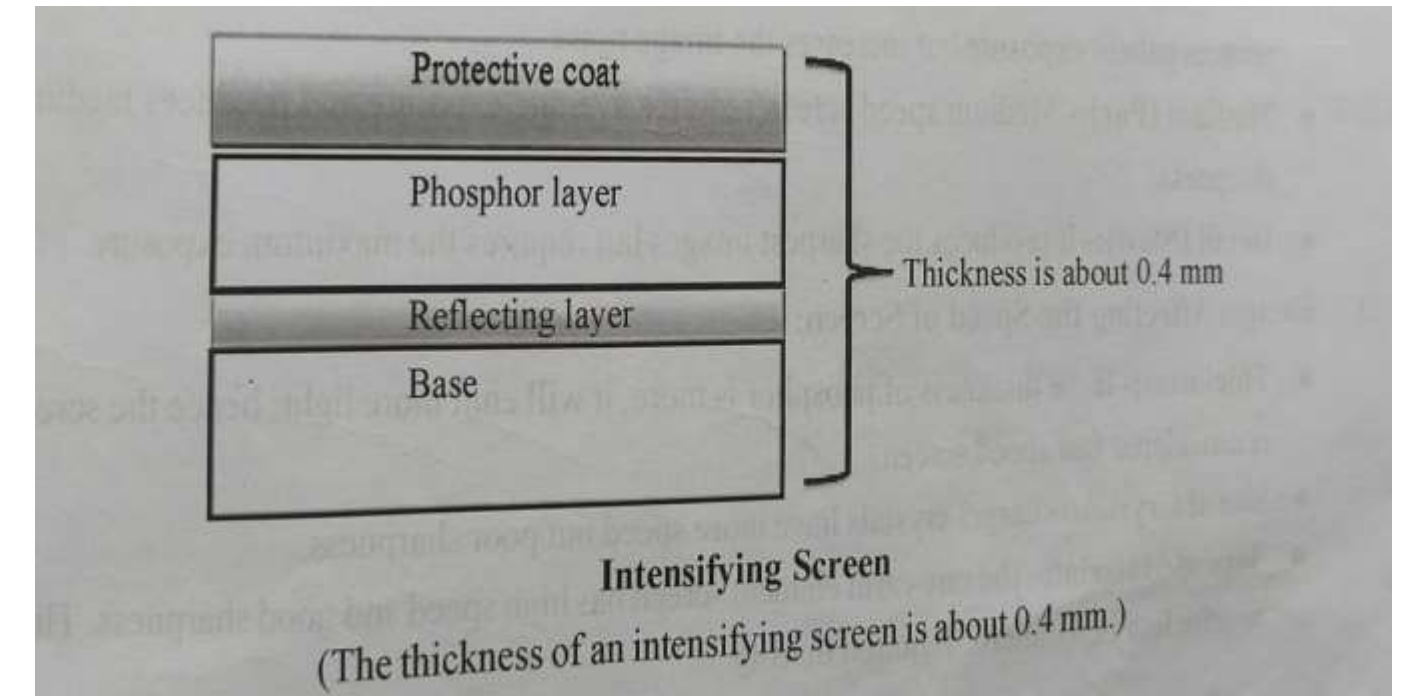 Protective coat
Phosphor layer
Reflecting layer
Base
Thickness is about 0.4 mm
Intensifying Screen
(The thickness of an intensifying screen is about 0.4 mm.)